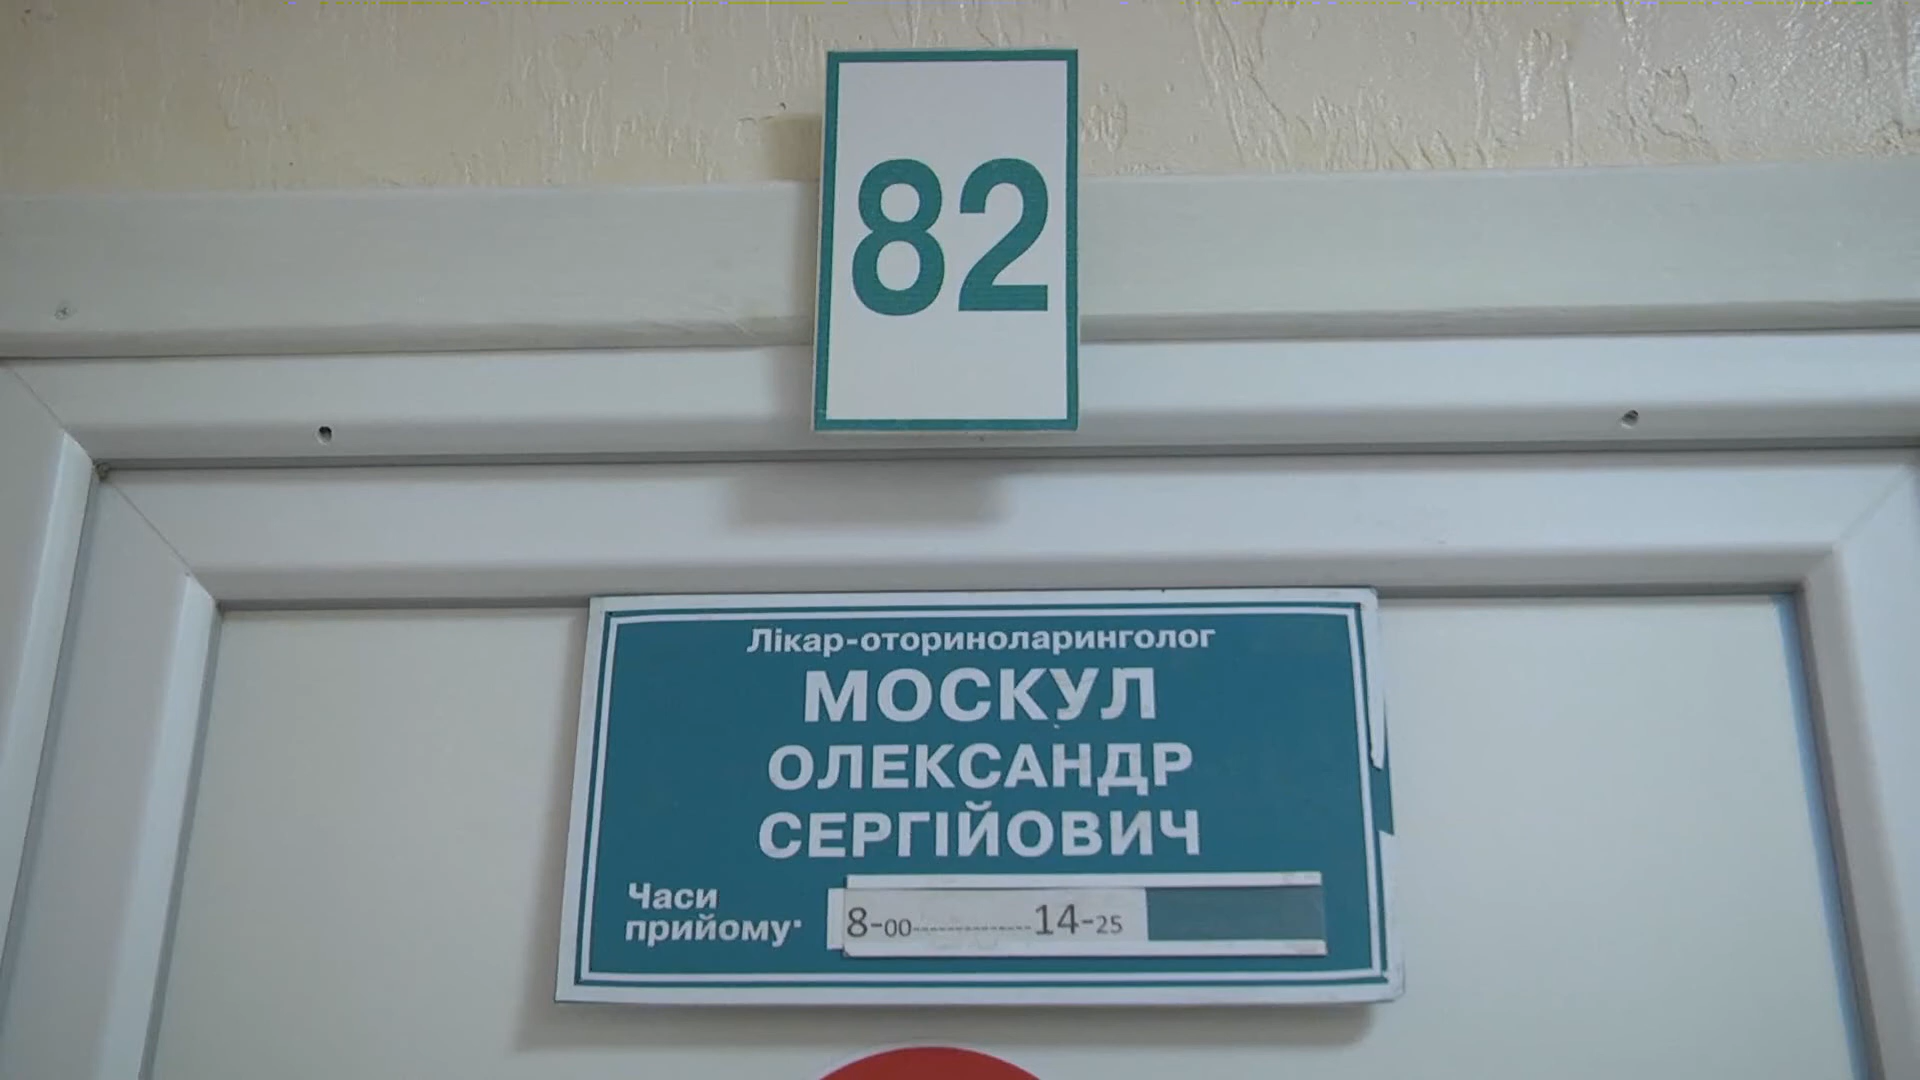 82
Лікар-оториноларинголог
МОСКУЛ
ОЛЕКСАНДР
СЕРГІЙОВИЧ
Часи
прийому:
8-00--------------14-25